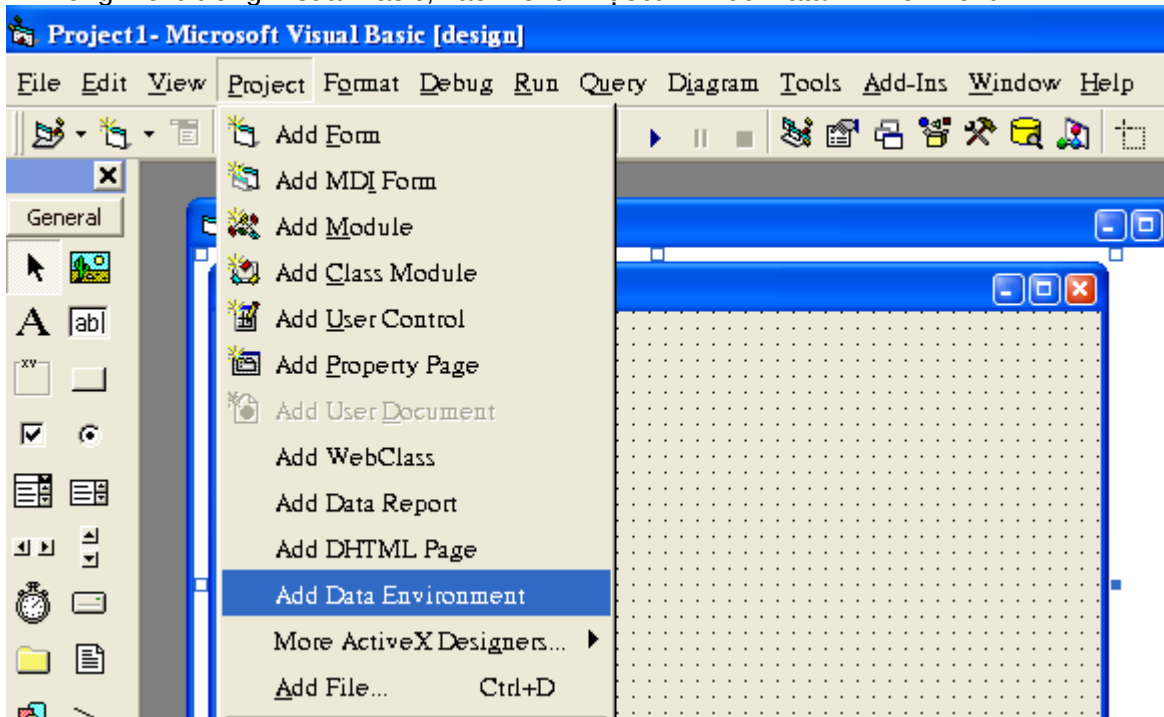 Project1- Microsoft Visual Basic [design]
File Edit View Project Format Debug Run Query Diagram Tools Add-Ins Window Help
General
A
ab
xv
Add Form
Add MDI Form
Add Module
Add Class Module
Add User Control
Add Property Page
Add User Document
Add WebClass
Add Data Report
Add DHTML Page
Add Data Environment
More ActiveX Designers...
Add File... Ctrl+D